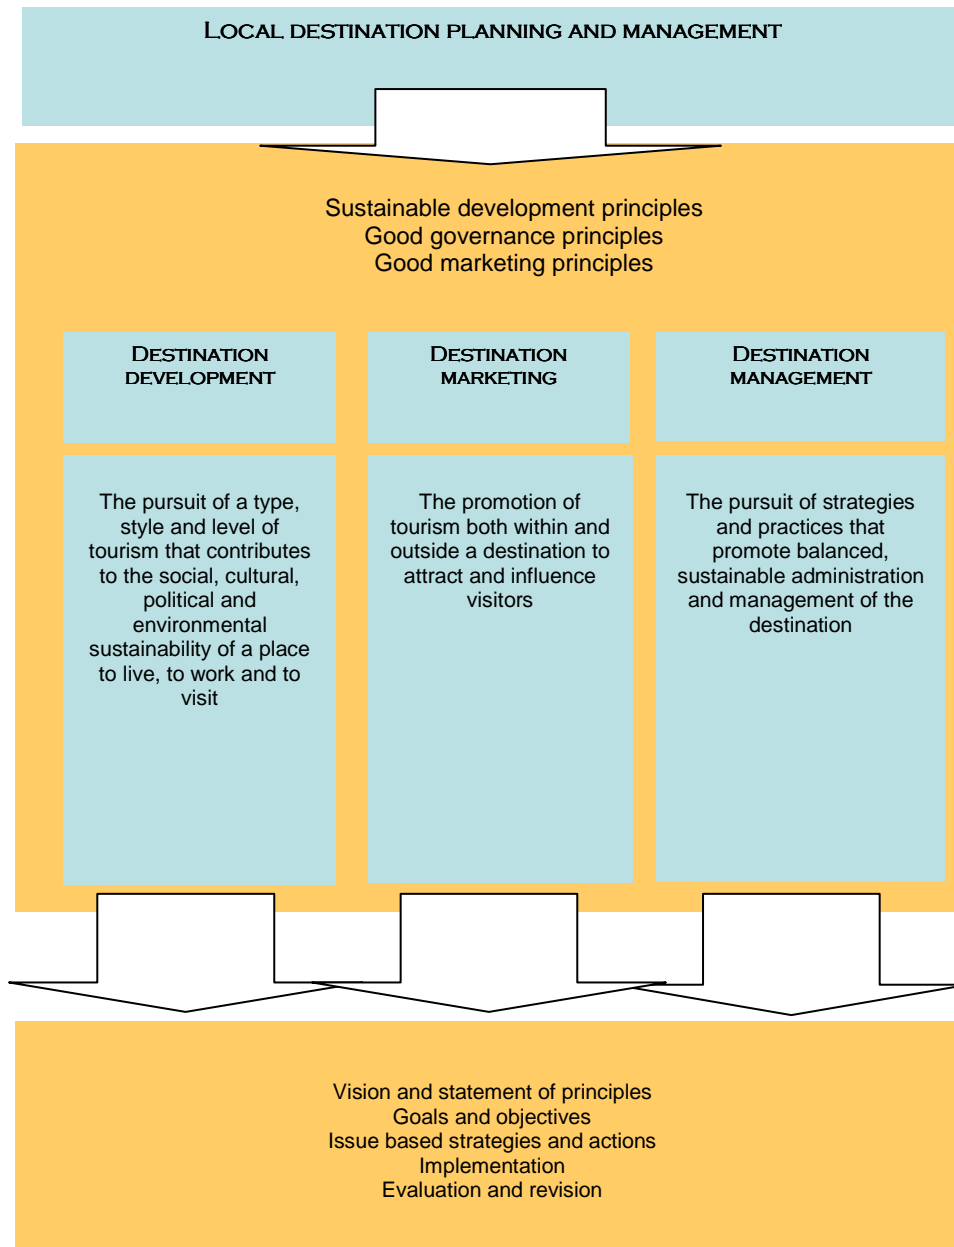 LOCAL DESTINATION PLANNING AND MANAGEMENT
Sustainable development principles
Good governance principles
Good marketing principles
DESTINATION
DEVELOPMENT
The pursuit of a type,
style and level of
tourism that contributes
to the social, cultural,
political and
environmental
sustainability of a place
to live, to work and to
visit
DESTINATION
MARKETING
The promotion of
tourism both within and
outside a destination to
attract and influence
visitors
DESTINATION
MANAGEMENT
The pursuit of strategies
and practices that
promote balanced,
sustainable administration
and management of the
destination
Vision and statement of principles
Goals and objectives
Issue based strategies and actions
Implementation
Evaluation and revision